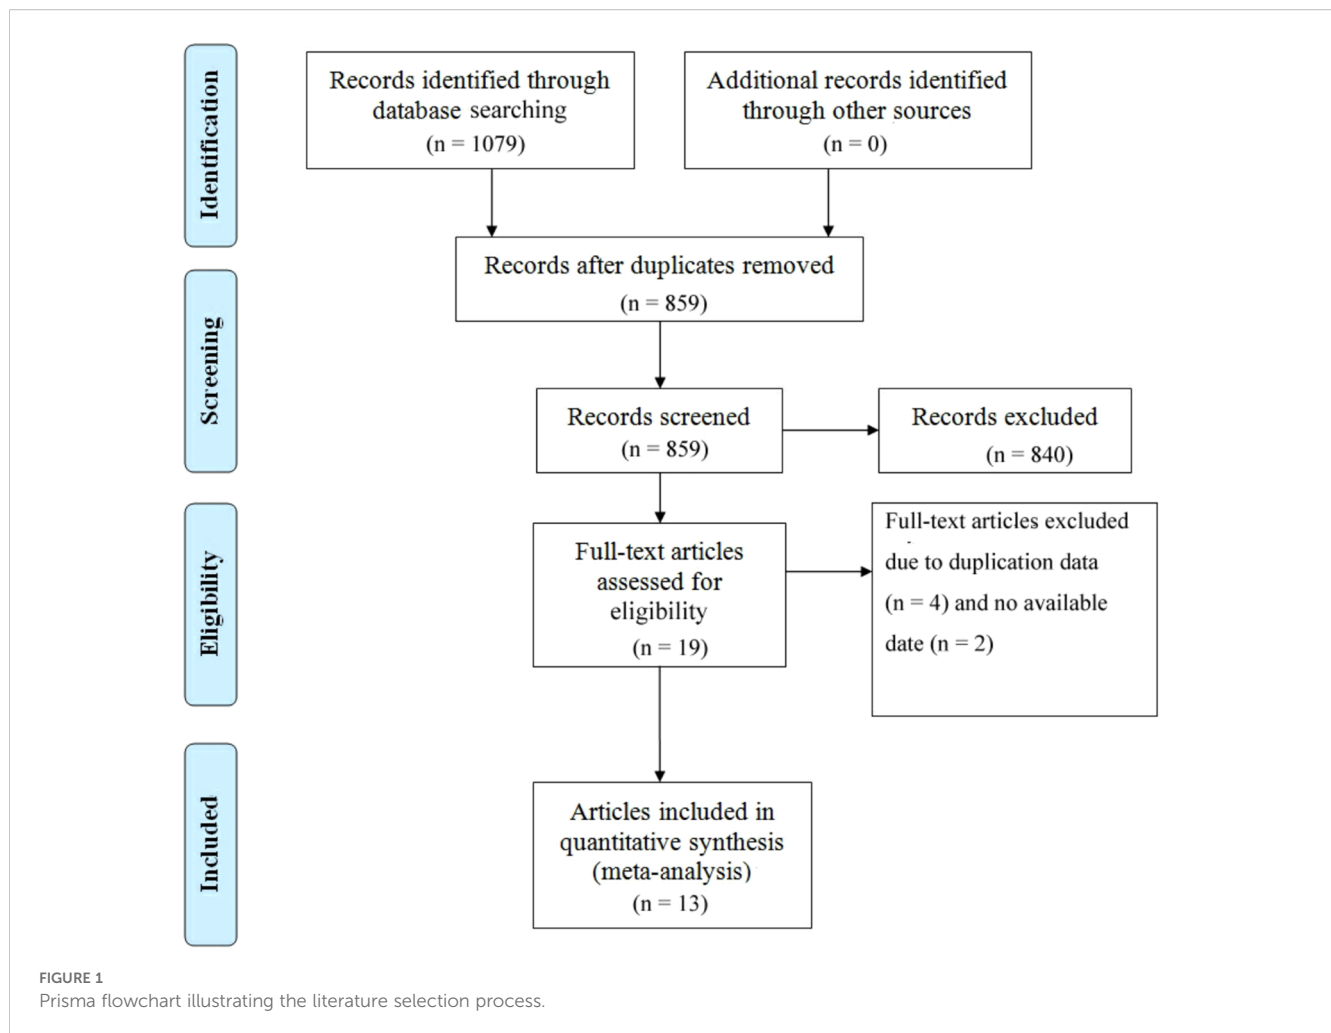 Identification
Records identified through
database searching
(n = 1079)
Additional records identified
through other sources
(n = 0)
Records after duplicates removed
(n = 859)
Screening
Records screened
(n = 859)
Records excluded
(n = 840)
Eligibility
Full-text articles
assessed for
eligibility
(n = 19)
Full-text articles excluded
due to duplication data
(n = 4) and no available
date (n = 2)
Included
Articles included in
quantitative synthesis
(meta-analysis)
(n = 13)
FIGURE 1
Prisma flowchart illustrating the literature selection process.